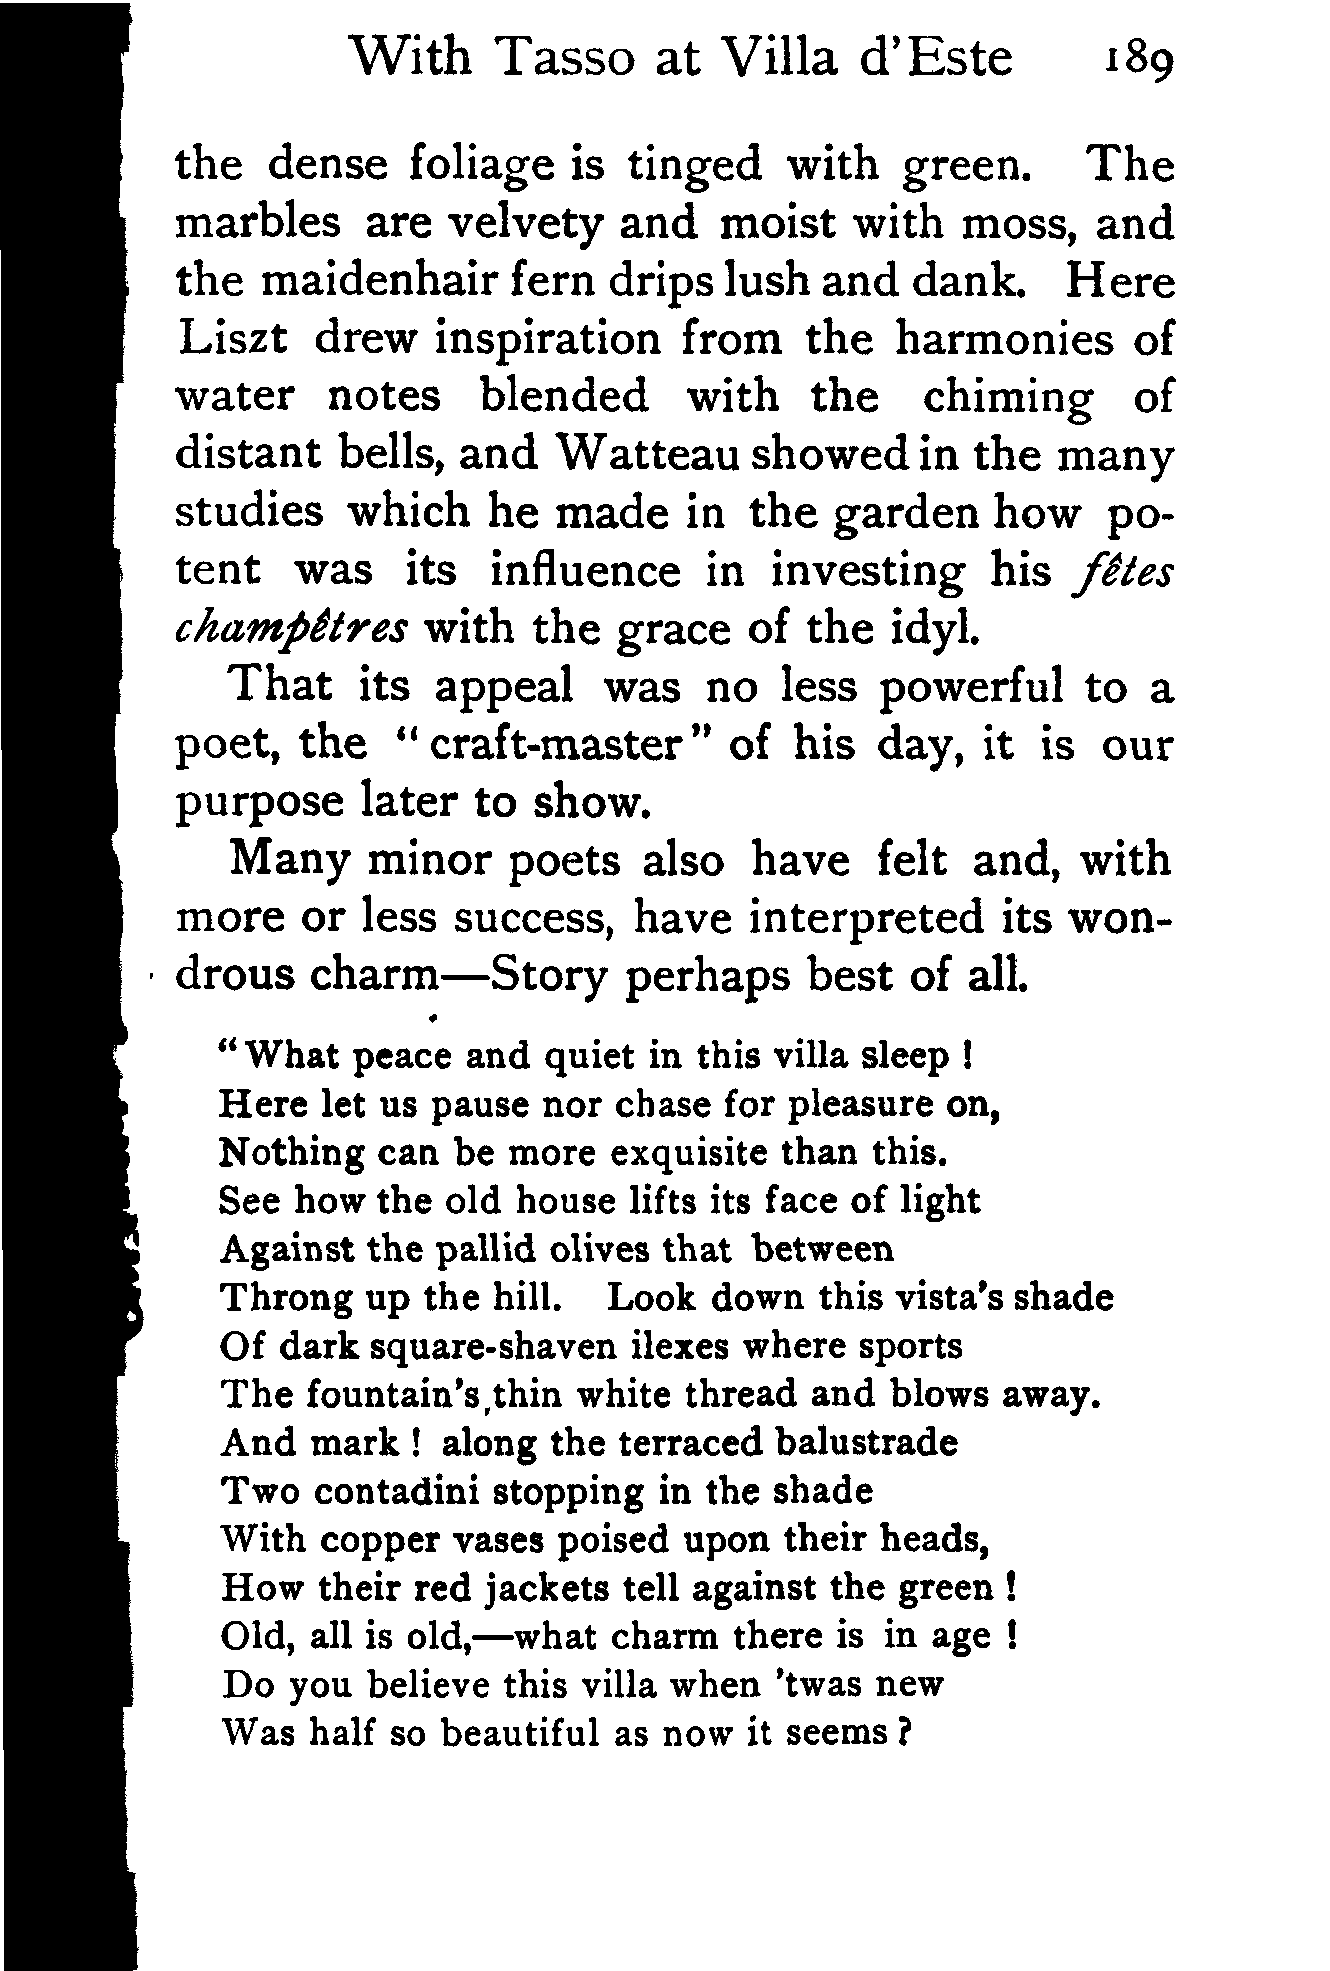 With Tasso at Villa d'Este 189
the dense foliage is tinged with green. The
marbles are velvety and moist with moss, and
the maidenhair fern drips lush and dank. Here
Liszt drew inspiration from the harmonies of
water notes blended with the chiming of
distant bells, and Watteau showed in the many
studies which he made in the garden how po-
tent was its influence in investing his fêtes
champêtres with the grace of the idyl.
That its appeal was no less powerful to a
poet, the "craft-master" of his day, it is our
purpose later to show.
Many minor poets also have felt and, with
more or less success, have interpreted its won-
drous charm—Story perhaps best of all.
"What peace and quiet in this villa sleep !
Here let us pause nor chase for pleasure on,
Nothing can be more exquisite than this.
See how the old house lifts its face of light
Against the pallid olives that between
Throng up the hill. Look down this vista's shade
Of dark square-shaven ilexes where sports
The fountain's thin white thread and blows away.
And mark ! along the terraced balustrade
Two contadini stopping in the shade
With copper vases poised upon their heads,
How their red jackets tell against the green !
Old, all is old,—what charm there is in age !
Do you believe this villa when 'twas new
Was half so beautiful as now it seems ?